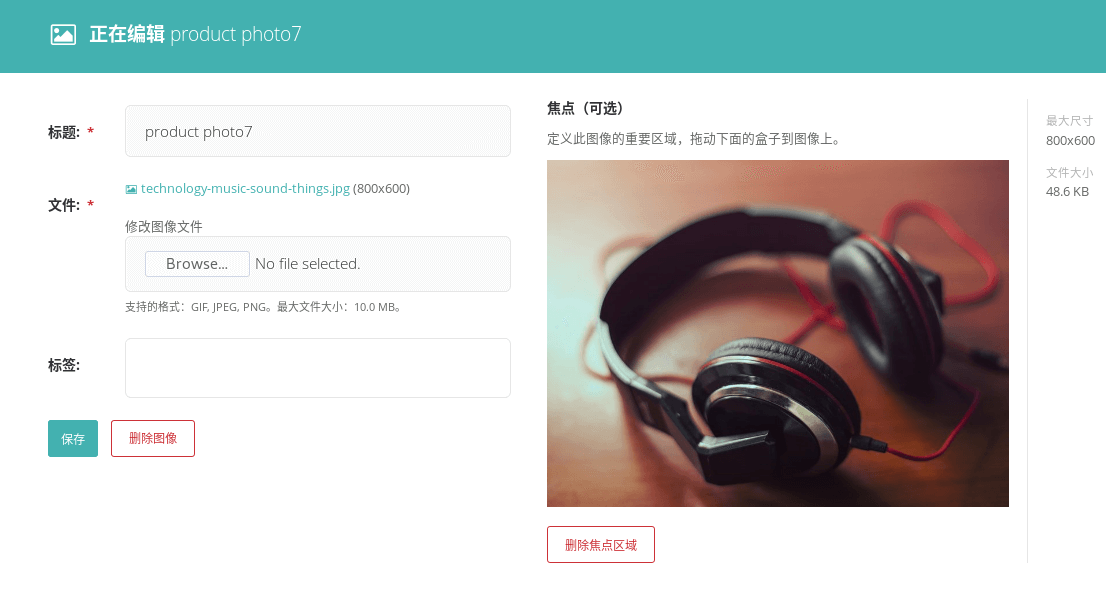 正在编辑 product photo7
标题: *
product photo7
文件: *
technology-music-sound-things.jpg (800x600)
修改图像文件
Browse... No file selected.
支持的格式：GIF, JPEG, PNG。最大文件大小：10.0 MB。
标签:
保存
删除图像
焦点（可选）
定义此图像的重要区域，拖动下面的盒子到图像上。
删除焦点区域
最大尺寸
800x600
文件大小
48.6 KB